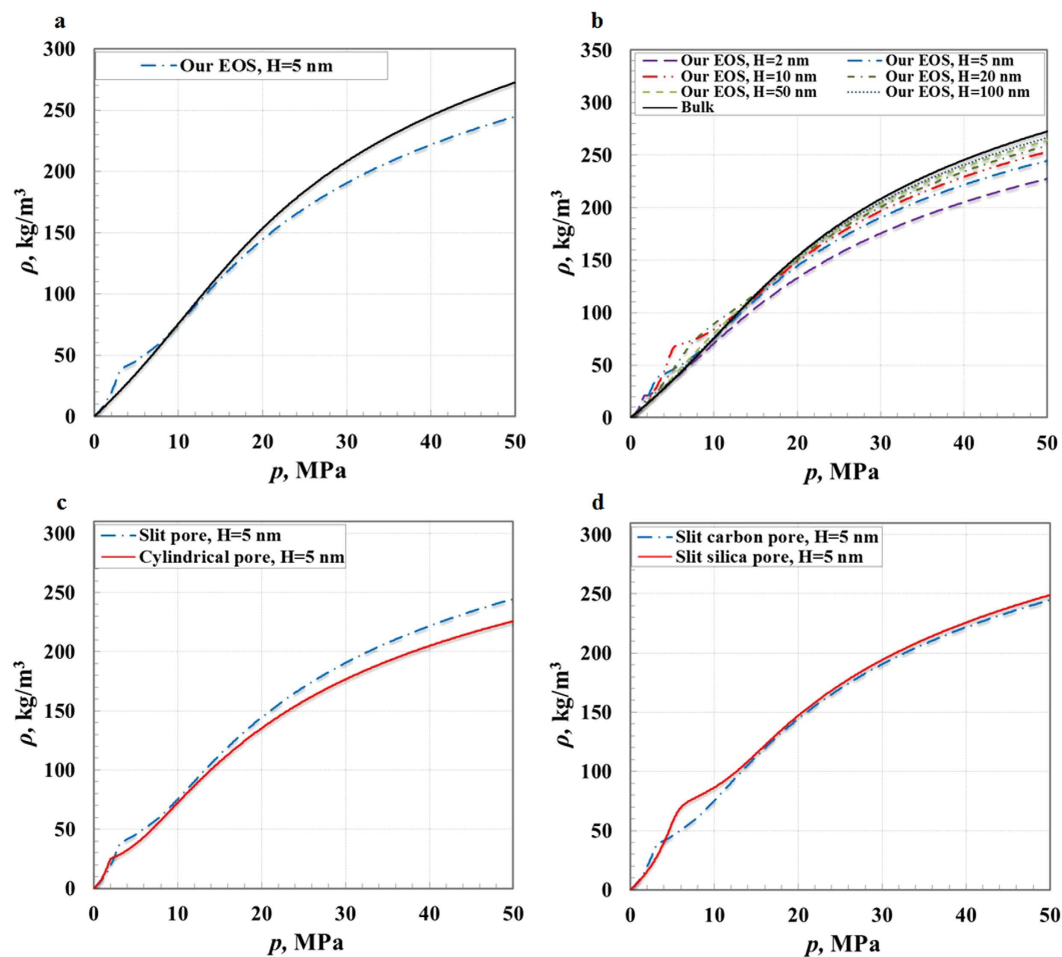 a
Our EOS, H=5 nm
300
250
200
150
100
50
0
ρ, kg/m³
0 10 20 30 40 50
p, MPa
b
Our EOS, H=2 nm Our EOS, H=5 nm
Our EOS, H=10 nm Our EOS, H=20 nm
Our EOS, H=50 nm Our EOS, H=100 nm
Bulk
350
300
250
200
150
100
50
0
ρ, kg/m³
0 10 20 30 40 50
p, MPa
c
Slit pore, H=5 nm
Cylindrical pore, H=5 nm
300
250
200
150
100
50
0
ρ, kg/m³
0 10 20 30 40 50
p, MPa
d
Slit carbon pore, H=5 nm
Slit silica pore, H=5 nm
300
250
200
150
100
50
0
ρ, kg/m³
0 10 20 30 40 50
p, MPa